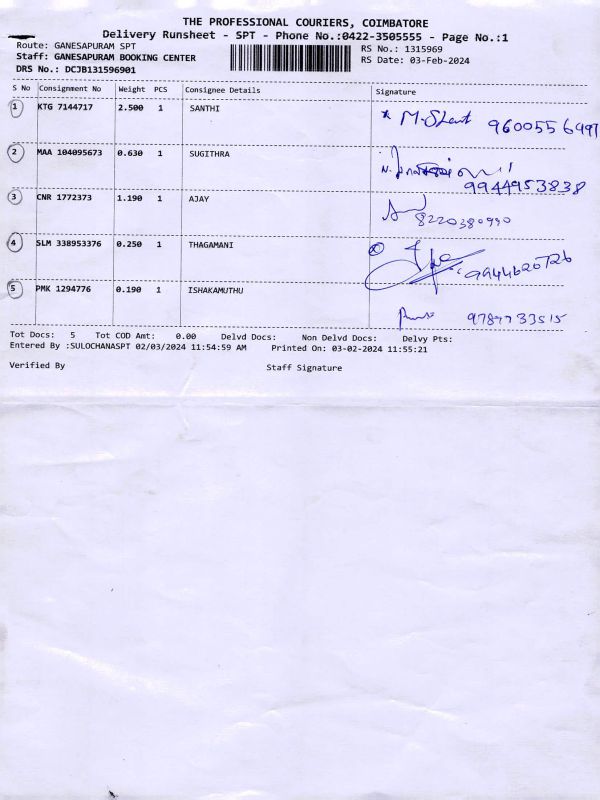 THE PROFESSIONAL COURIERS, COIMBATORE
Delivery Runsheet - SPT - Phone No.:0422-3505555 - Page No.:1
Route: GANESAPURAM SPT RS No.: 1315969
Staff: GANESAPURAM BOOKING CENTER RS Date: 03-Feb-2024
DRS No.: DCJB131596901
S No Consignment No Weight PCS Consignee Details Signature
1 KTG 7144717 2.500 1 SANTHI
2 MAA 104095673 0.630 1 SUGITHRA
9944953838
3 CNR 1772373 1.190 1 AJAY
8220380990
4 SLM 338953376 0.250 1 THAGAMANI 9944620726
5 PMK 1294776 0.190 1 ISHAKAMUTHU
Tot Docs: 5 Tot COD Amt: 0.00 Delvd Docs: Non Delvd Docs: Delvy Pts:
Entered By :SULOCHANASPT 02/03/2024 11:54:59 AM Printed On: 03-02-2024 11:55:21
Verified By Staff Signature